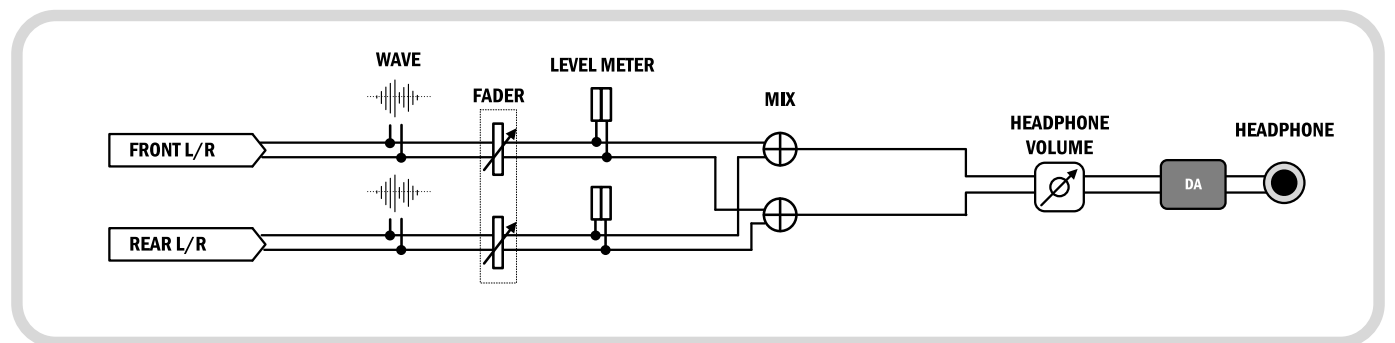 WAVE
LEVEL METER
FADER
MIX
HEADPHONE
VOLUME
HEADPHONE
FRONT L/R
DA
REAR L/R